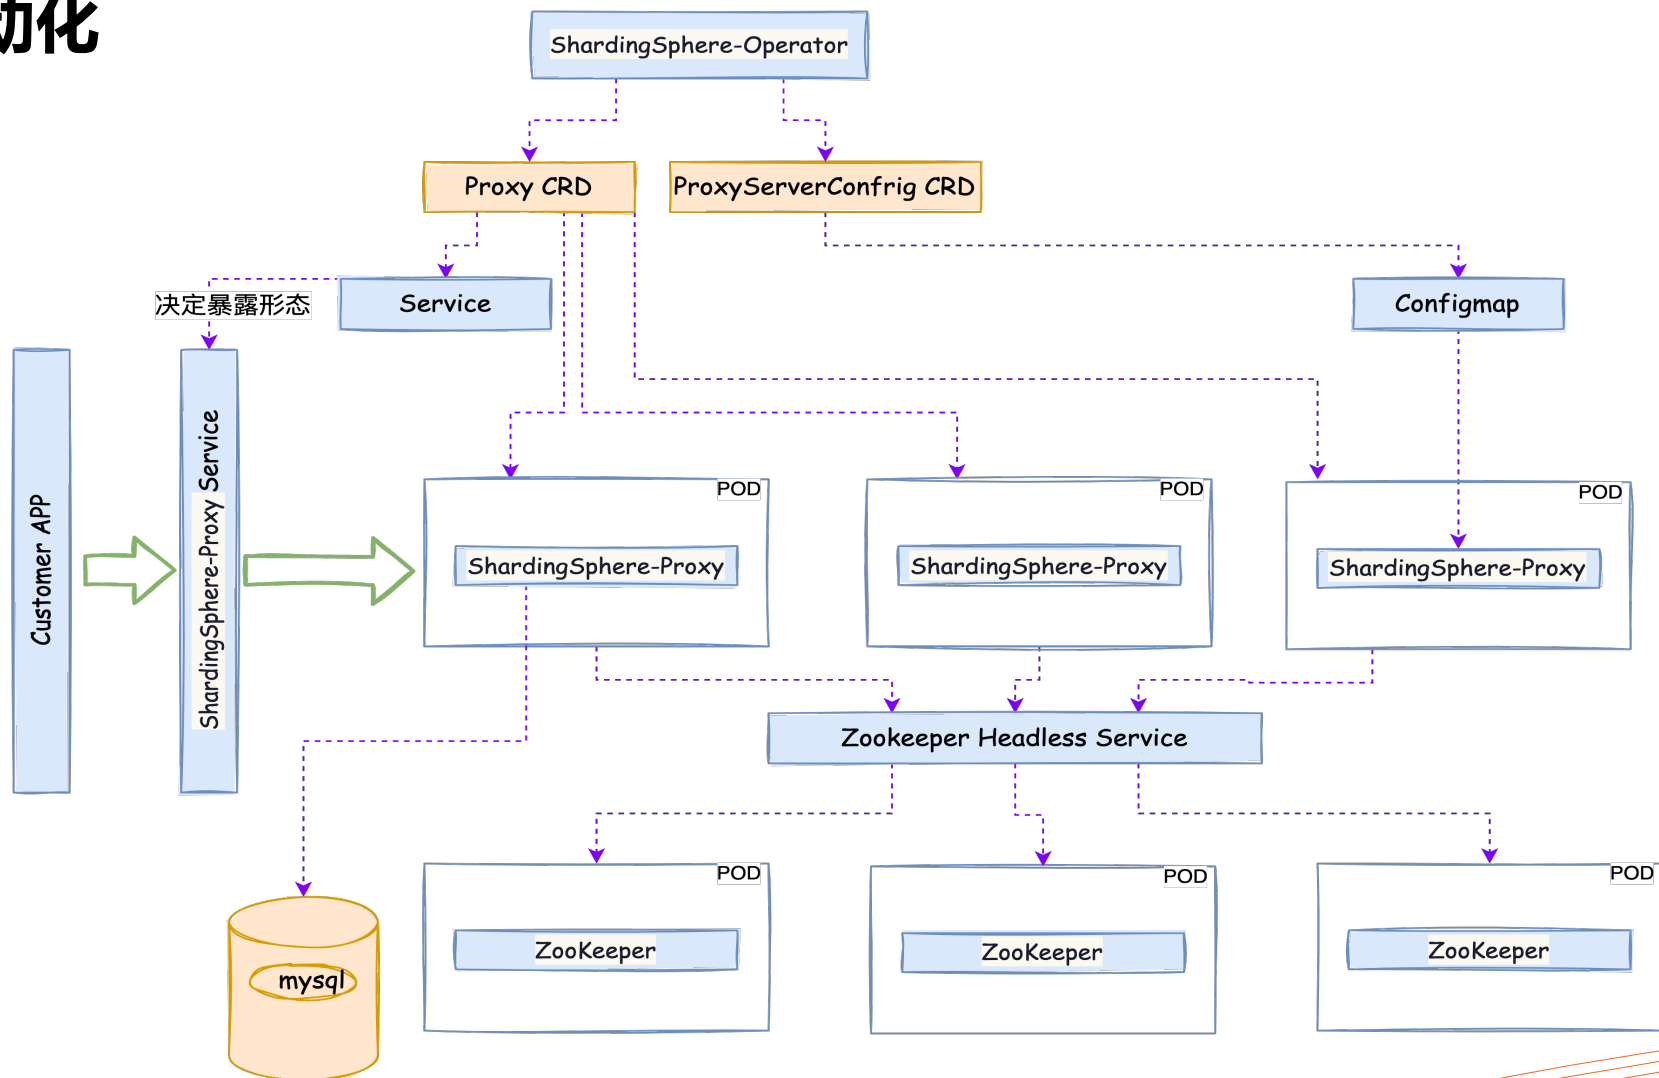 动化
ShardingSphere-Operator
Proxy CRD
ProxyServerConfrig CRD
决定暴露形态
Service
Configmap
Customer APP
ShardingSphere-Proxy Service
POD
ShardingSphere-Proxy
POD
ShardingSphere-Proxy
POD
ShardingSphere-Proxy
Zookeeper Headless Service
mysql
POD
ZooKeeper
POD
ZooKeeper
POD
ZooKeeper